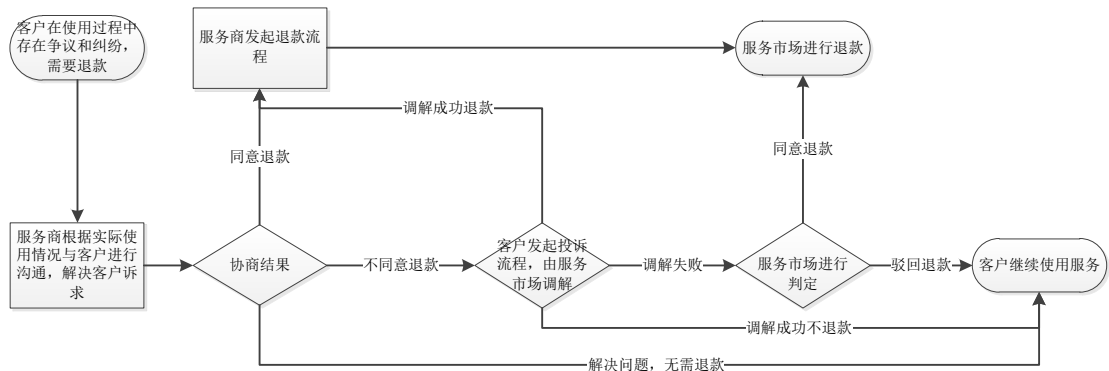 客户在使用过程中
存在争议和纠纷，
需要退款
服务商发起退款流
程
服务市场进行退款
调解成功退款
同意退款
同意退款
服务商根据实际使
用情况与客户进行
沟通，解决客户诉
求
协商结果
不同意退款
客户发起投诉
流程，由服务
市场调解
调解失败
服务市场进行
判定
驳回退款
客户继续使用服务
调解成功不退款
解决问题，无需退款